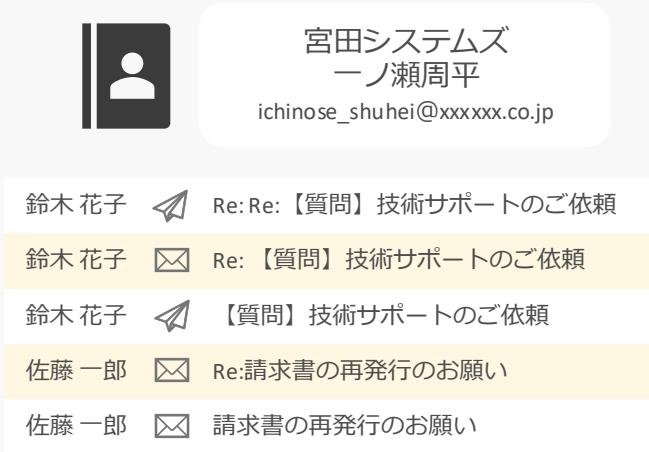 宮田システムズ
一ノ瀬周平
ichinose_shuhei@xxxxxx.co.jp
鈴木 花子 Re: Re:【質問】技術サポートのご依頼
鈴木 花子 Re: 【質問】技術サポートのご依頼
鈴木 花子 【質問】技術サポートのご依頼
佐藤 一郎 Re:請求書の再発行のお願い
佐藤 一郎 請求書の再発行のお願い